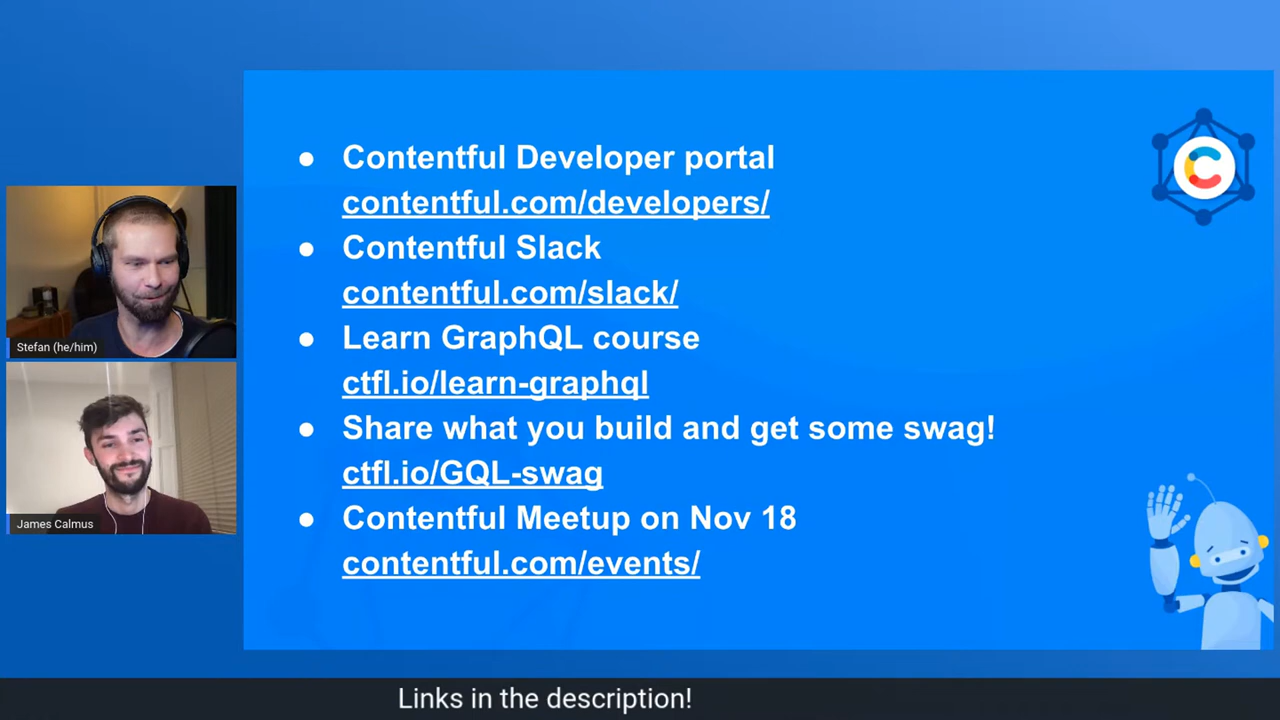 Contentful Developer portal
contentful.com/developers/
Contentful Slack
contentful.com/slack/
Learn GraphQL course
ctfl.io/learn-graphql
Share what you build and get some swag!
ctfl.io/GQL-swag
Contentful Meetup on Nov 18
contentful.com/events/
Stefan (he/him)
James Calmus
Links in the description!